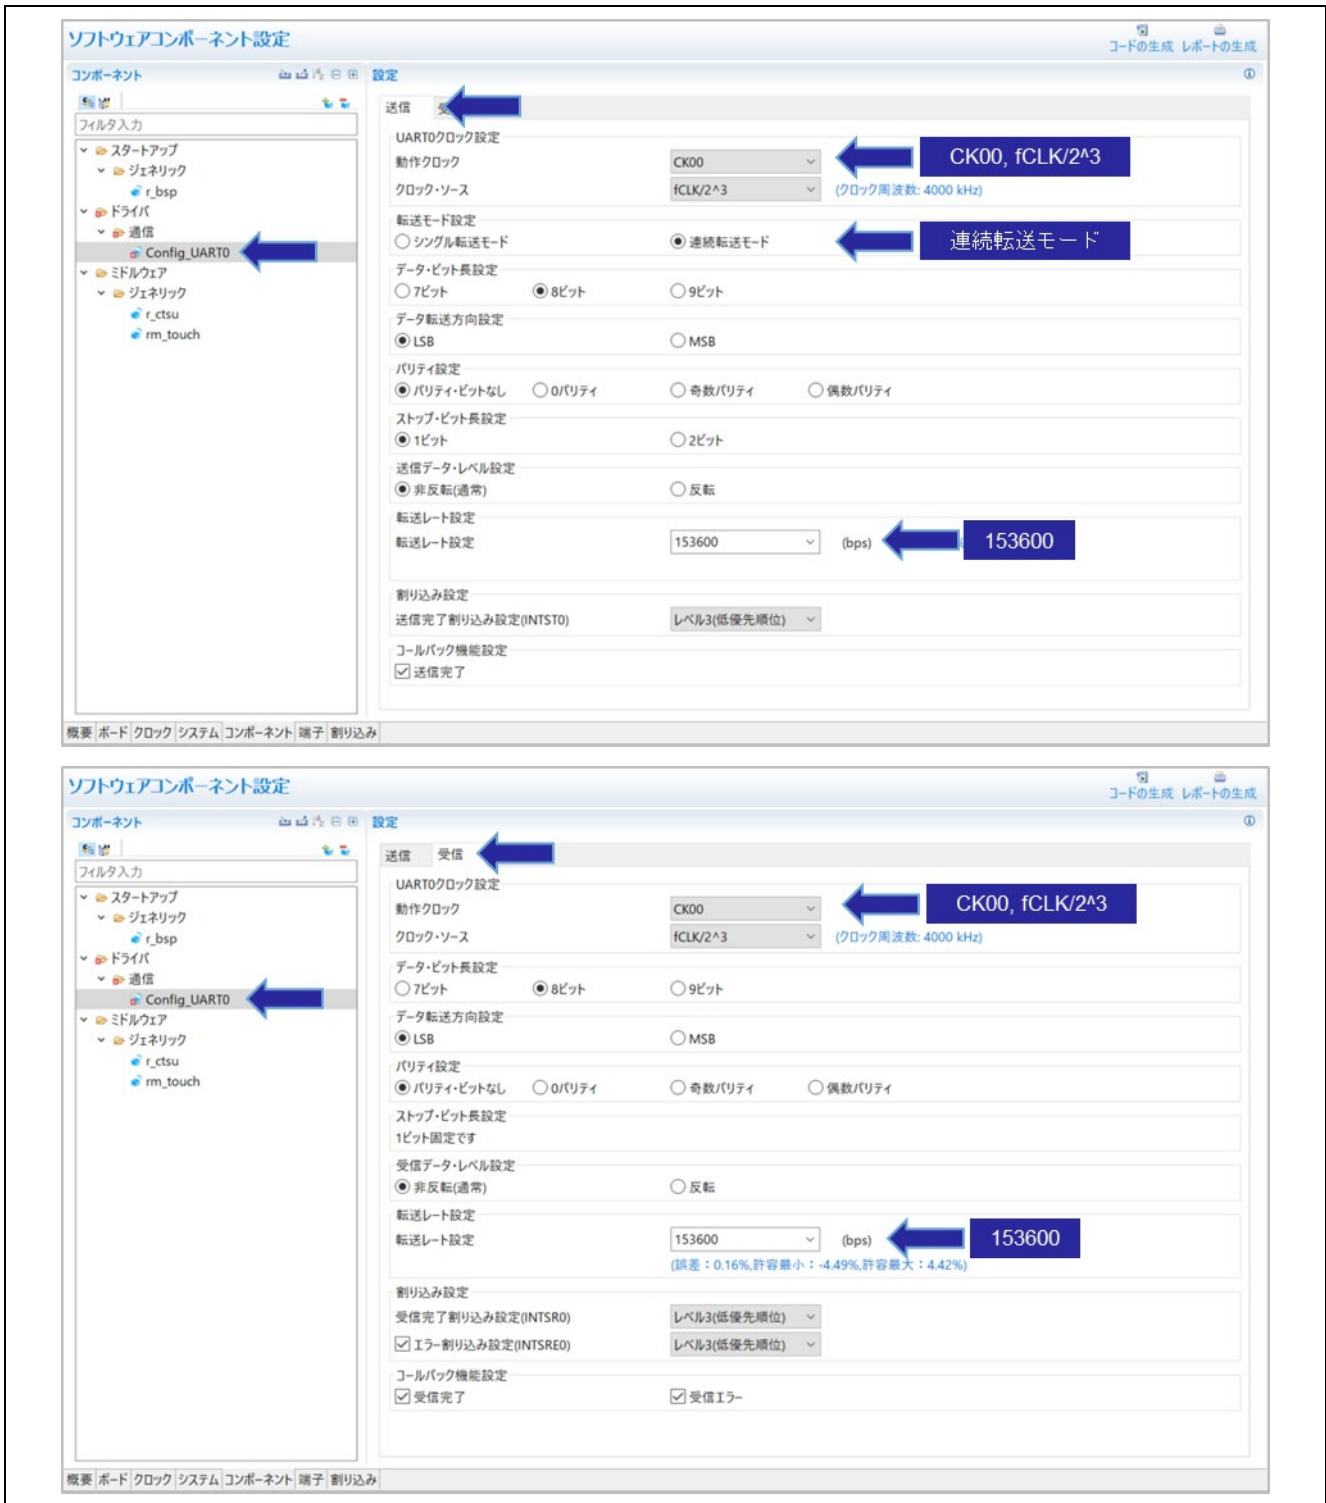 ソフトウェアコンポーネント設定
コードの生成 レポートの生成
コンポーネント
設定
フィルタ入力
スタートアップ
ジェネリック
r_bsp
ドライバ
通信
Config_UART0
ミドルウェア
ジェネリック
r_ctsu
rm_touch
送信
UART0クロック設定
動作クロック CK00
CK00, fCLK/2^3
クロック・ソース fCLK/2^3 (クロック周波数: 4000 kHz)
転送モード設定
シングル転送モード 連続転送モード
連続転送モード
データ・ビット長設定
7ビット 8ビット 9ビット
データ転送方向設定
LSB MSB
パリティ設定
パリティ・ビットなし 0パリティ 奇数パリティ 偶数パリティ
ストップ・ビット長設定
1ビット 2ビット
送信データ・レベル設定
非反転(通常) 反転
転送レート設定
転送レート設定 153600 (bps)
153600
割り込み設定
送信完了割り込み設定(INTST0) レベル3(低優先順位)
コールバック機能設定
送信完了
概要 ボード クロック システム コンポーネント 端子 割り込み
ソフトウェアコンポーネント設定
コードの生成 レポートの生成
コンポーネント
設定
フィルタ入力
スタートアップ
ジェネリック
r_bsp
ドライバ
通信
Config_UART0
ミドルウェア
ジェネリック
r_ctsu
rm_touch
送信 受信
UART0クロック設定
動作クロック CK00
CK00, fCLK/2^3
クロック・ソース fCLK/2^3 (クロック周波数: 4000 kHz)
データ・ビット長設定
7ビット 8ビット 9ビット
データ転送方向設定
LSB MSB
パリティ設定
パリティ・ビットなし 0パリティ 奇数パリティ 偶数パリティ
ストップ・ビット長設定
1ビット固定です
受信データ・レベル設定
非反転(通常) 反転
転送レート設定
転送レート設定 153600 (bps)
153600
(誤差：0.16%,許容最小：-4.49%,許容最大：4.42%)
割り込み設定
受信完了割り込み設定(INTSR0) レベル3(低優先順位)
エラー割り込み設定(INTSRE0) レベル3(低優先順位)
コールバック機能設定
受信完了 受信エラー
概要 ボード クロック システム コンポーネント 端子 割り込み